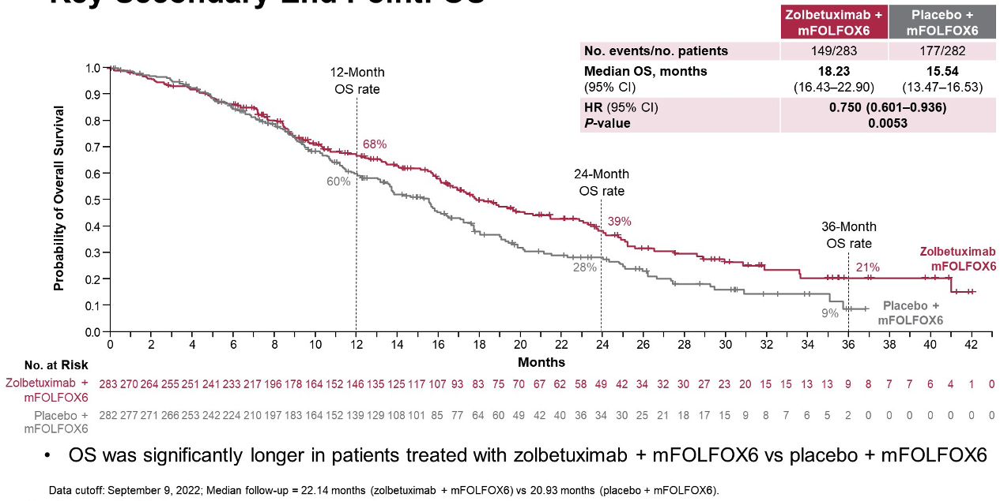 Key Secondary End Point: OS
Zolbetuximab +
mFOLFOX6
Placebo +
mFOLFOX6
No. events/no. patients 149/283 177/282
Median OS, months 18.23 15.54
(95% CI) (16.43–22.90) (13.47–16.53)
HR (95% CI) 0.750 (0.601–0.936)
P-value 0.0053
Probability of Overall Survival
1.0
0.9
0.8
0.7
0.6
0.5
0.4
0.3
0.2
0.1
0.0
12-Month
OS rate
68%
60%
24-Month
OS rate
39%
28%
36-Month
OS rate
21%
9%
Zolbetuximab
mFOLFOX6
Placebo +
mFOLFOX6
0 2 4 6 8 10 12 14 16 18 20 22 24 26 28 30 32 34 36 38 40 42
Months
No. at Risk
Zolbetuximab +
mFOLFOX6
283 270 264 255 251 241 233 217 196 178 164 152 146 135 125 117 107 93 83 75 70 67 62 58 49 42 34 32 30 27 23 20 15 15 13 13 9 8 7 7 6 4 1 0
Placebo +
mFOLFOX6
282 277 271 266 253 242 224 210 197 183 164 152 139 129 108 101 85 77 64 60 49 42 40 36 34 30 25 21 18 17 15 9 8 7 6 5 2 0 0 0 0 0 0 0
• OS was significantly longer in patients treated with zolbetuximab + mFOLFOX6 vs placebo + mFOLFOX6
Data cutoff: September 9, 2022; Median follow-up = 22.14 months (zolbetuximab + mFOLFOX6) vs 20.93 months (placebo + mFOLFOX6).